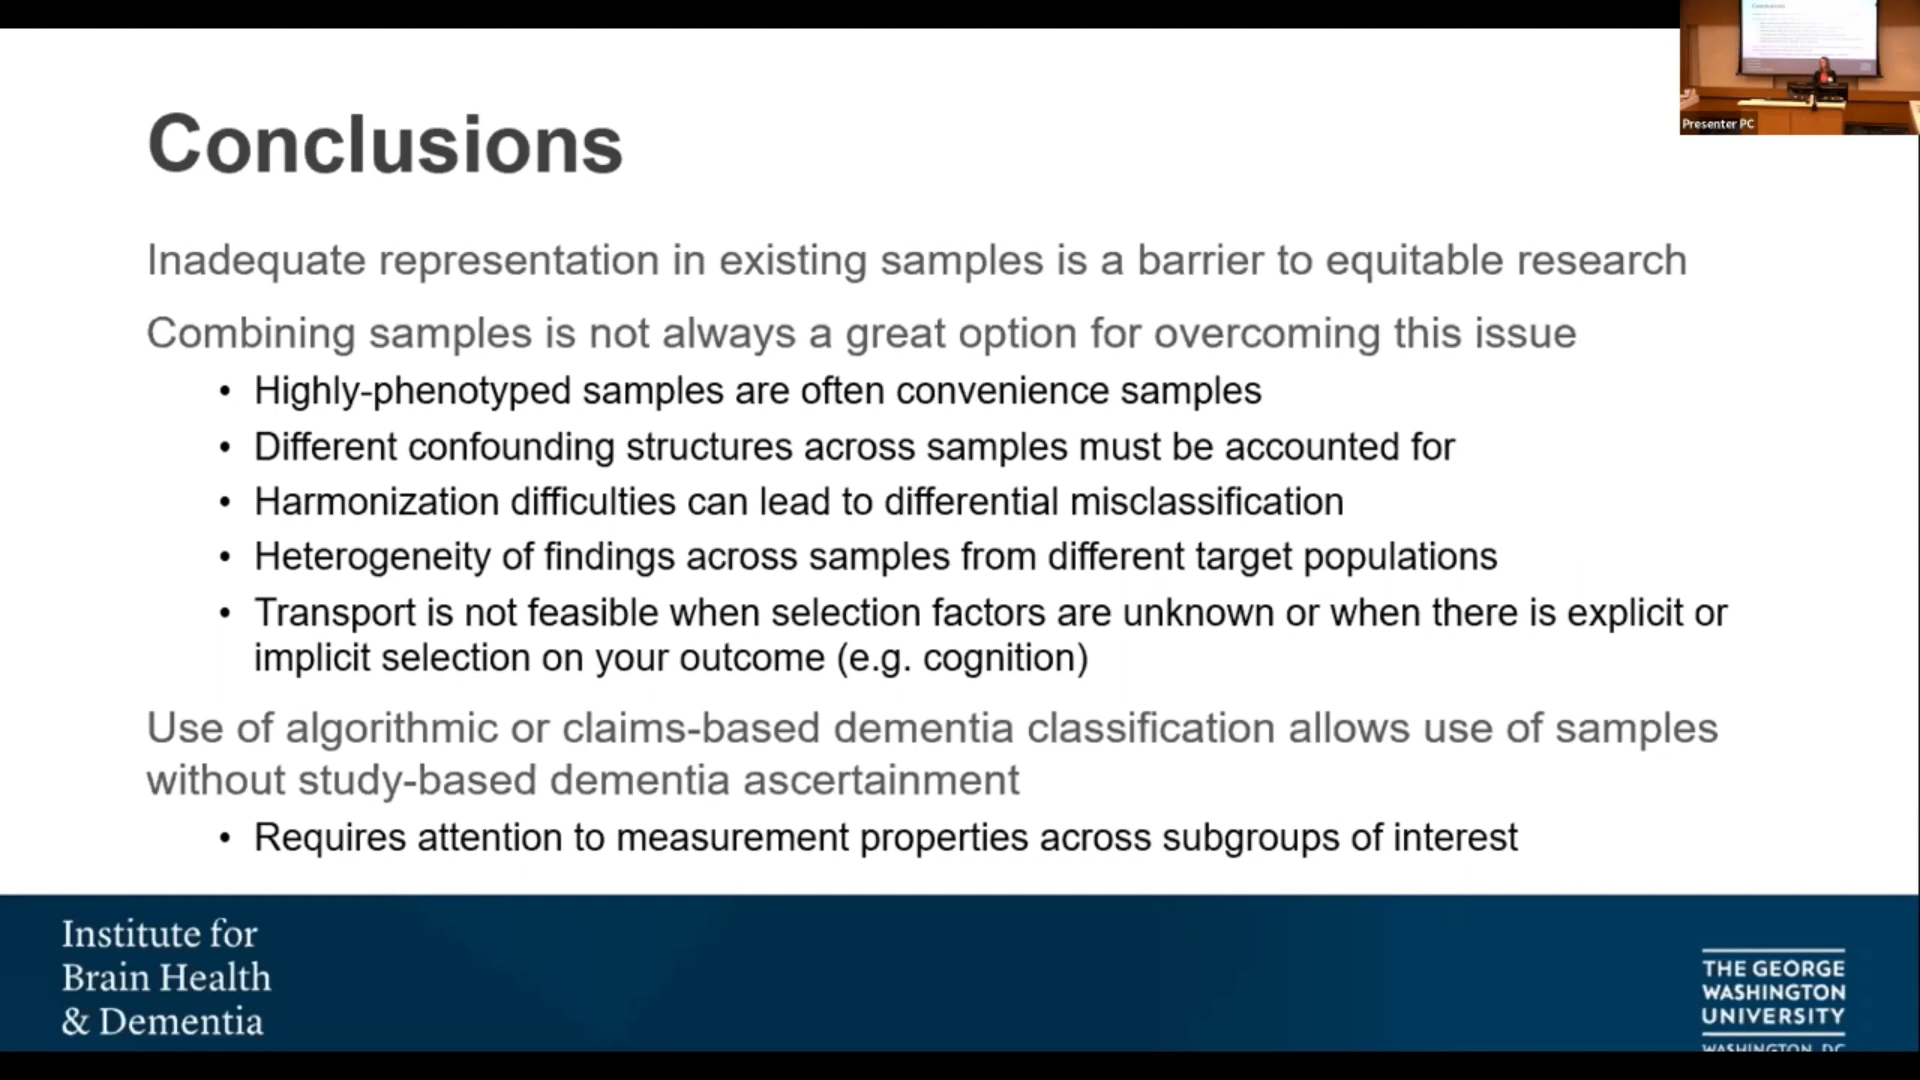 Conclusions
Presenter PC
Inadequate representation in existing samples is a barrier to equitable research
Combining samples is not always a great option for overcoming this issue
• Highly-phenotyped samples are often convenience samples
• Different confounding structures across samples must be accounted for
• Harmonization difficulties can lead to differential misclassification
• Heterogeneity of findings across samples from different target populations
• Transport is not feasible when selection factors are unknown or when there is explicit or
implicit selection on your outcome (e.g. cognition)
Use of algorithmic or claims-based dementia classification allows use of samples
without study-based dementia ascertainment
• Requires attention to measurement properties across subgroups of interest
Institute for
Brain Health
& Dementia
THE GEORGE
WASHINGTON
UNIVERSITY
WASHINGTON, DC